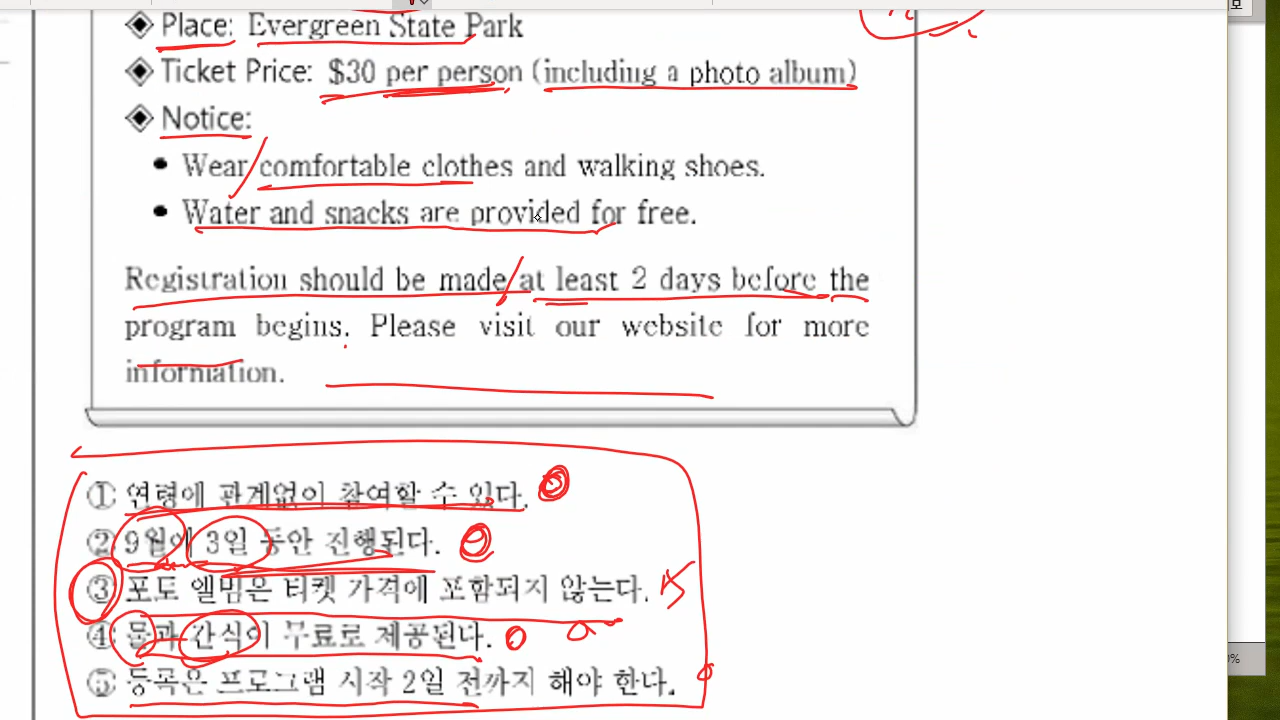 ◈ Place: Evergreen State Park
◈ Ticket Price: $30 per person (including a photo album)
◈ Notice:
• Wear comfortable clothes and walking shoes.
• Water and snacks are provided for free.
Registration should be made at least 2 days before the
program begins. Please visit our website for more
information.
① 연령에 관계없이 참여할 수 있다.
② 9월에 3일 동안 진행된다.
③ 포토 앨범은 티켓 가격에 포함되지 않는다.
④ 물과 간식이 무료로 제공된다.
⑤ 등록은 프로그램 시작 2일 전까지 해야 한다.